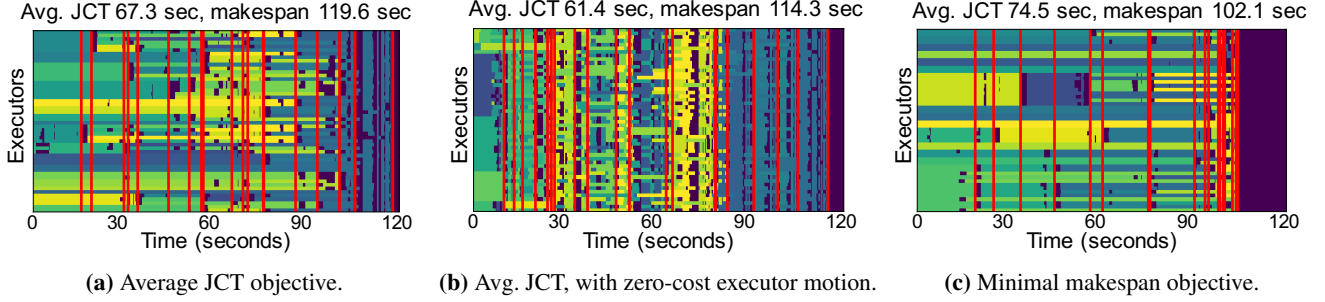 Avg. JCT 67.3 sec, makespan 119.6 sec
Executors
0 30 60 90 120
Time (seconds)
(a) Average JCT objective.
Avg. JCT 61.4 sec, makespan 114.3 sec
Executors
0 30 60 90 120
Time (seconds)
(b) Avg. JCT, with zero-cost executor motion.
Avg. JCT 74.5 sec, makespan 102.1 sec
Executors
0 30 60 90 120
Time (seconds)
(c) Minimal makespan objective.